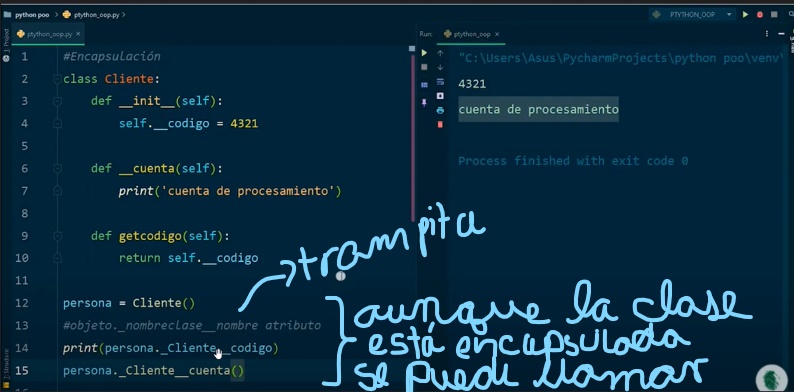 python poo
ptython_oop.py
PTYTHON_OOP
ptython_oop.py
Run:
ptython_oop
1: Project
1 #Encapsulación
2 class Cliente:
3 def __init__(self):
4 self.__codigo = 4321
5
6 def __cuenta(self):
7 print('cuenta de procesamiento')
8
9 def getcodigo(self):
10 return self.__codigo
11
12 persona = Cliente()
13 #objeto._nombreclase__nombre atributo
14 print(persona._Cliente__codigo)
15 persona._Cliente__cuenta()
16
"C:\Users\Asus\PycharmProjects\python poo\venv\
4321
cuenta de procesamiento
Process finished with exit code 0
trampita
aunque la clase
está encapsulada
se puede llamar
7: Structure